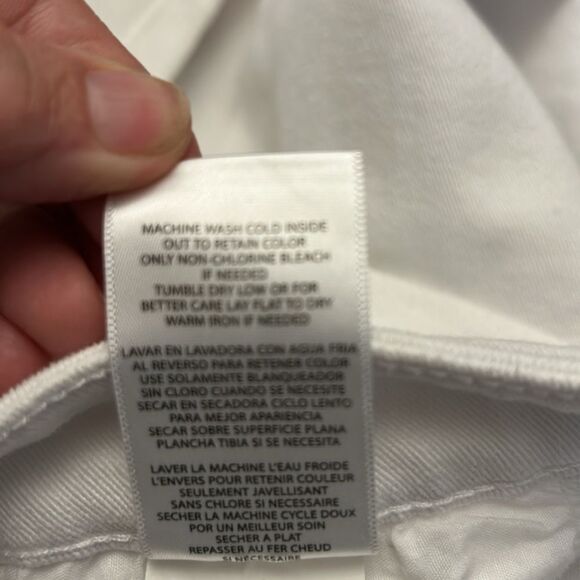 MACHINE WASH COLD INSIDE
OUT TO RETAIN COLOR
ONLY NON-CHLORINE BLEACH
IF NEEDED
TUMBLE DRY LOW OR FOR
BETTER CARE LAY FLAT TO DRY
WARM IRON IF NEEDED
LAVAR EN LAVADORA CON AGUA FRIA
AL REVERSO PARA RETENER COLOR
USE SOLAMENTE BLANQUEADOR
SIN CLORO CUANDO SE NECESITE
SECAR EN SECADORA CICLO LENTO
PARA MEJOR APARIENCIA
SECAR SOBRE SUPERFICIE PLANA
PLANCHA TIBIA SI SE NECESITA
LAVER LA MACHINE L'EAU FROIDE
L'ENVERS POUR RETENIR COULEUR
SEULEMENT JAVELLISANT
SANS CHLORE SI NECESSAIRE
SECHER LA MACHINE CYCLE DOUX
POR UN MEILLEUR SOIN
SECHER A PLAT
REPASSER AU FER CHEUD
SI NÉCESSAIRE